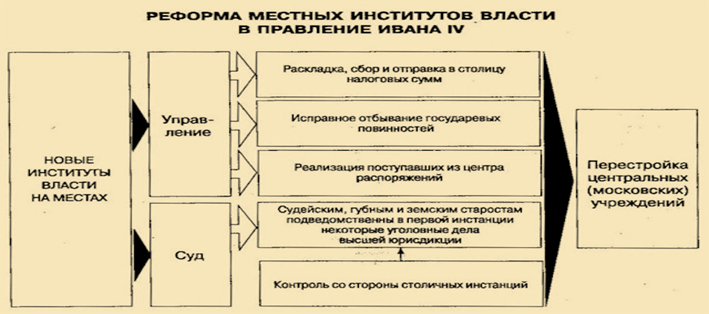 РЕФОРМА МЕСТНЫХ ИНСТИТУТОВ ВЛАСТИ
В ПРАВЛЕНИЕ ИВАНА IV
НОВЫЕ
ИНСТИТУТЫ
ВЛАСТИ
НА МЕСТАХ
Управ-
ление
Раскладка, сбор и отправка в столицу
налоговых сумм
Исправное отбывание государевых
повинностей
Реализация поступавших из центра
распоряжений
Суд
Судейским, губным и земским старостам
подведомственны в первой инстанции
некоторые уголовные дела
высшей юрисдикции
Контроль со стороны столичных инстанций
Перестройка
центральных
(московских)
учреждений